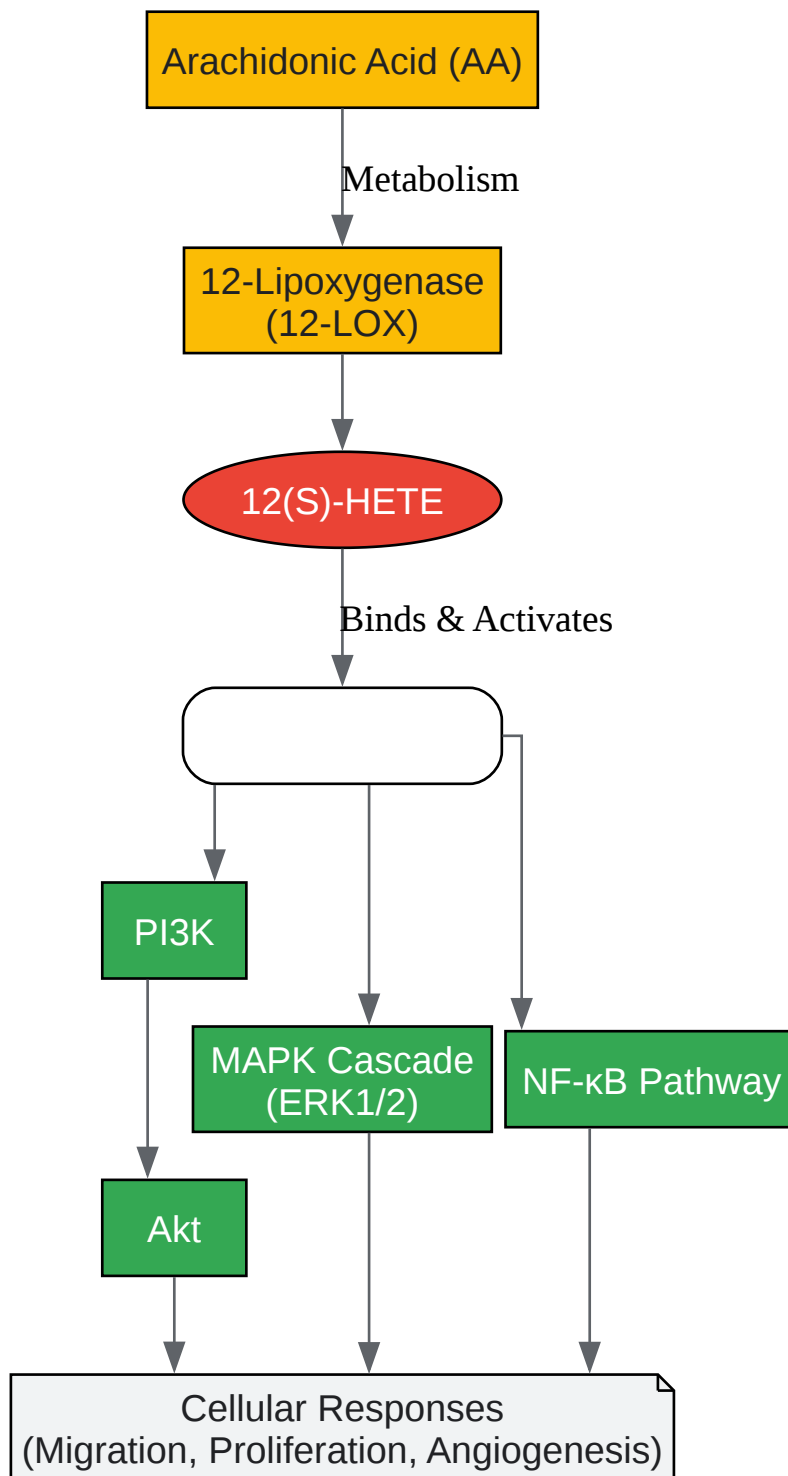 Arachidonic Acid (AA)
Metabolism
12-Lipoxygenase
(12-LOX)
12(S)-HETE
Binds & Activates
PI3K
MAPK Cascade
(ERK1/2)
NF-κB Pathway
Akt
Cellular Responses
(Migration, Proliferation, Angiogenesis)